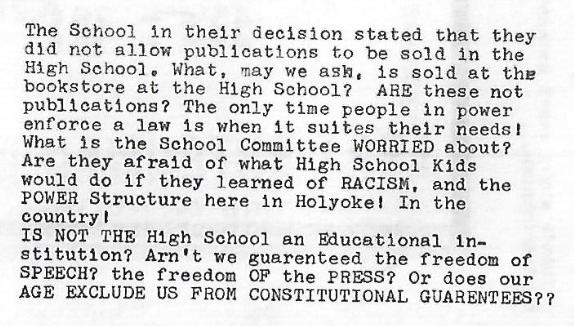 The School in their decision stated that they
did not allow publications to be sold in the
High School. What, may we ask, is sold at the
bookstore at the High School?  ARE these not
publications? The only time people in power
enforce a law is when it suites their needs!
What is the School Committee WORRIED about?
Are they afraid of what High School Kids
would do if they learned of RACISM, and the
POWER Structure here in Holyoke! In the
country!
IS NOT THE High School an Educational in-
stitution? Arn't we guarenteed the freedom of
SPEECH? the freedom OF the PRESS? Or does our
AGE EXCLUDE US FROM CONSTITUTIONAL GUARENTEES??